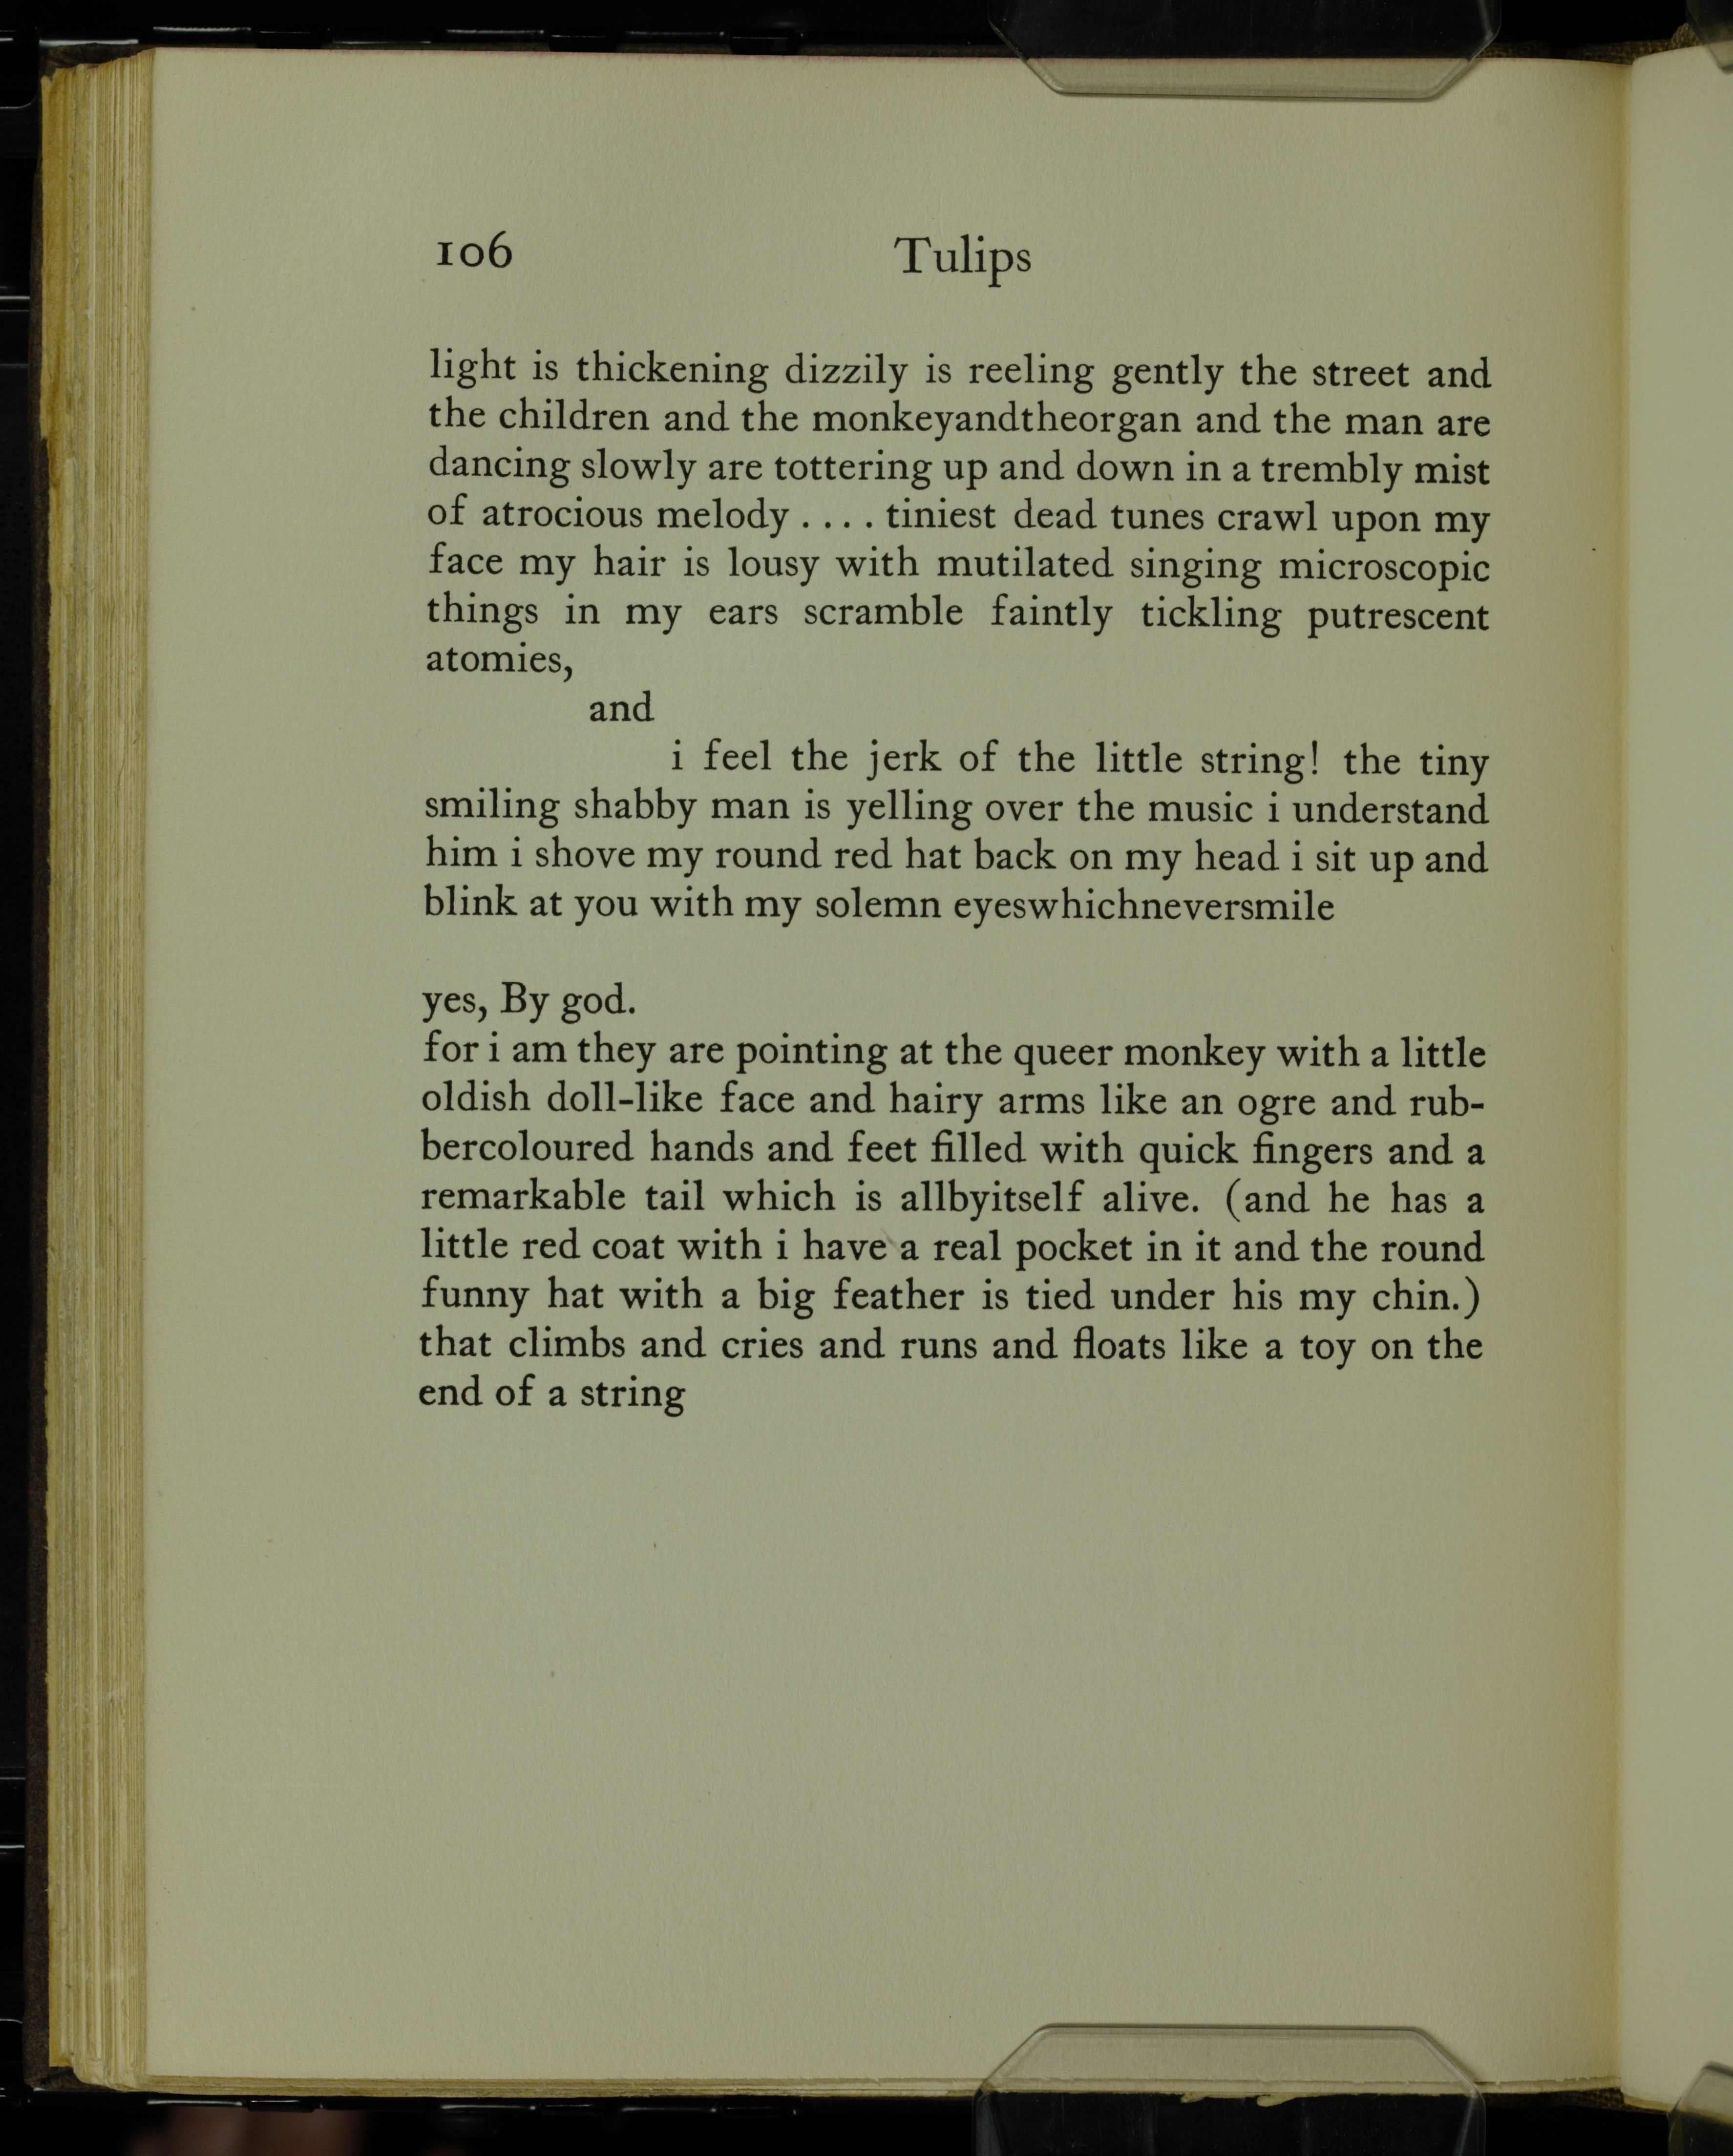 106 Tulips
light is thickening dizzily is reeling gently the street and
the children and the monkeyandtheorgan and the man are
dancing slowly are tottering up and down in a trembly mist
of atrocious melody . . . . tiniest dead tunes crawl upon my
face my hair is lousy with mutilated singing microscopic
things in my ears scramble faintly tickling putrescent
atomies,
and
i feel the jerk of the little string! the tiny
smiling shabby man is yelling over the music i understand
him i shove my round red hat back on my head i sit up and
blink at you with my solemn eyeswhichneversmile
yes, By god.
for i am they are pointing at the queer monkey with a little
oldish doll-like face and hairy arms like an ogre and rub-
bercoloured hands and feet filled with quick fingers and a
remarkable tail which is allbyitself alive. (and he has a
little red coat with i have a real pocket in it and the round
funny hat with a big feather is tied under his my chin.)
that climbs and cries and runs and floats like a toy on the
end of a string